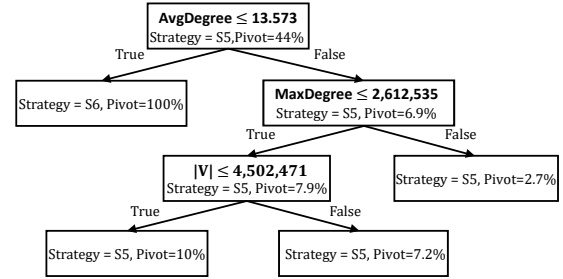 AvgDegree ≤ 13.573
Strategy = S5,Pivot=44%
True
False
Strategy = S6, Pivot=100%
MaxDegree ≤ 2,612,535
Strategy = S5, Pivot=6.9%
True
False
|V| ≤ 4,502,471
Strategy = S5, Pivot=7.9%
Strategy = S5, Pivot=2.7%
True
False
Strategy = S5, Pivot=10%
Strategy = S5, Pivot=7.2%